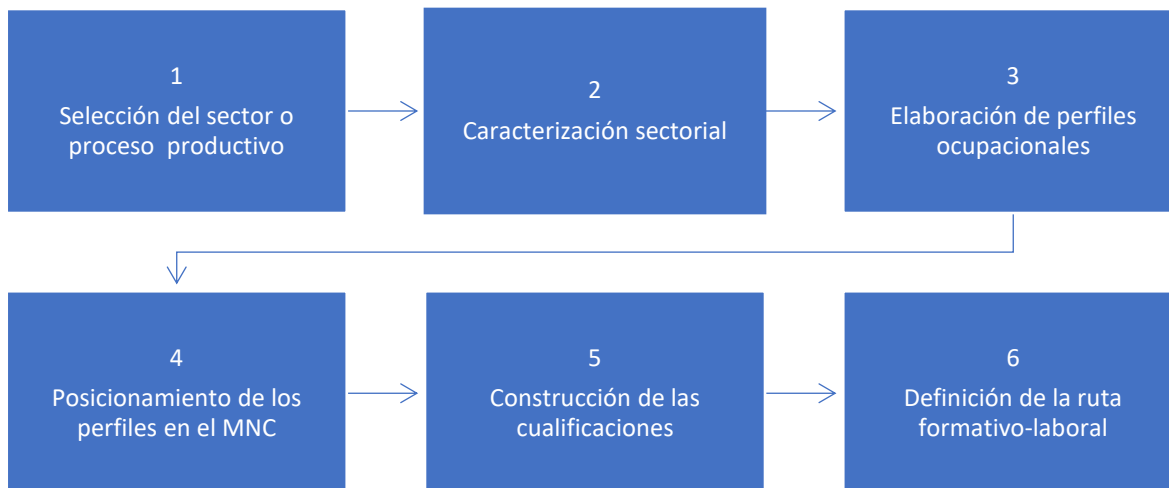 1
Selección del sector o
proceso productivo
2
Caracterización sectorial
3
Elaboración de perfiles
ocupacionales
4
Posicionamiento de los
perfiles en el MNC
5
Construcción de las
cualificaciones
6
Definición de la ruta
formativo-laboral